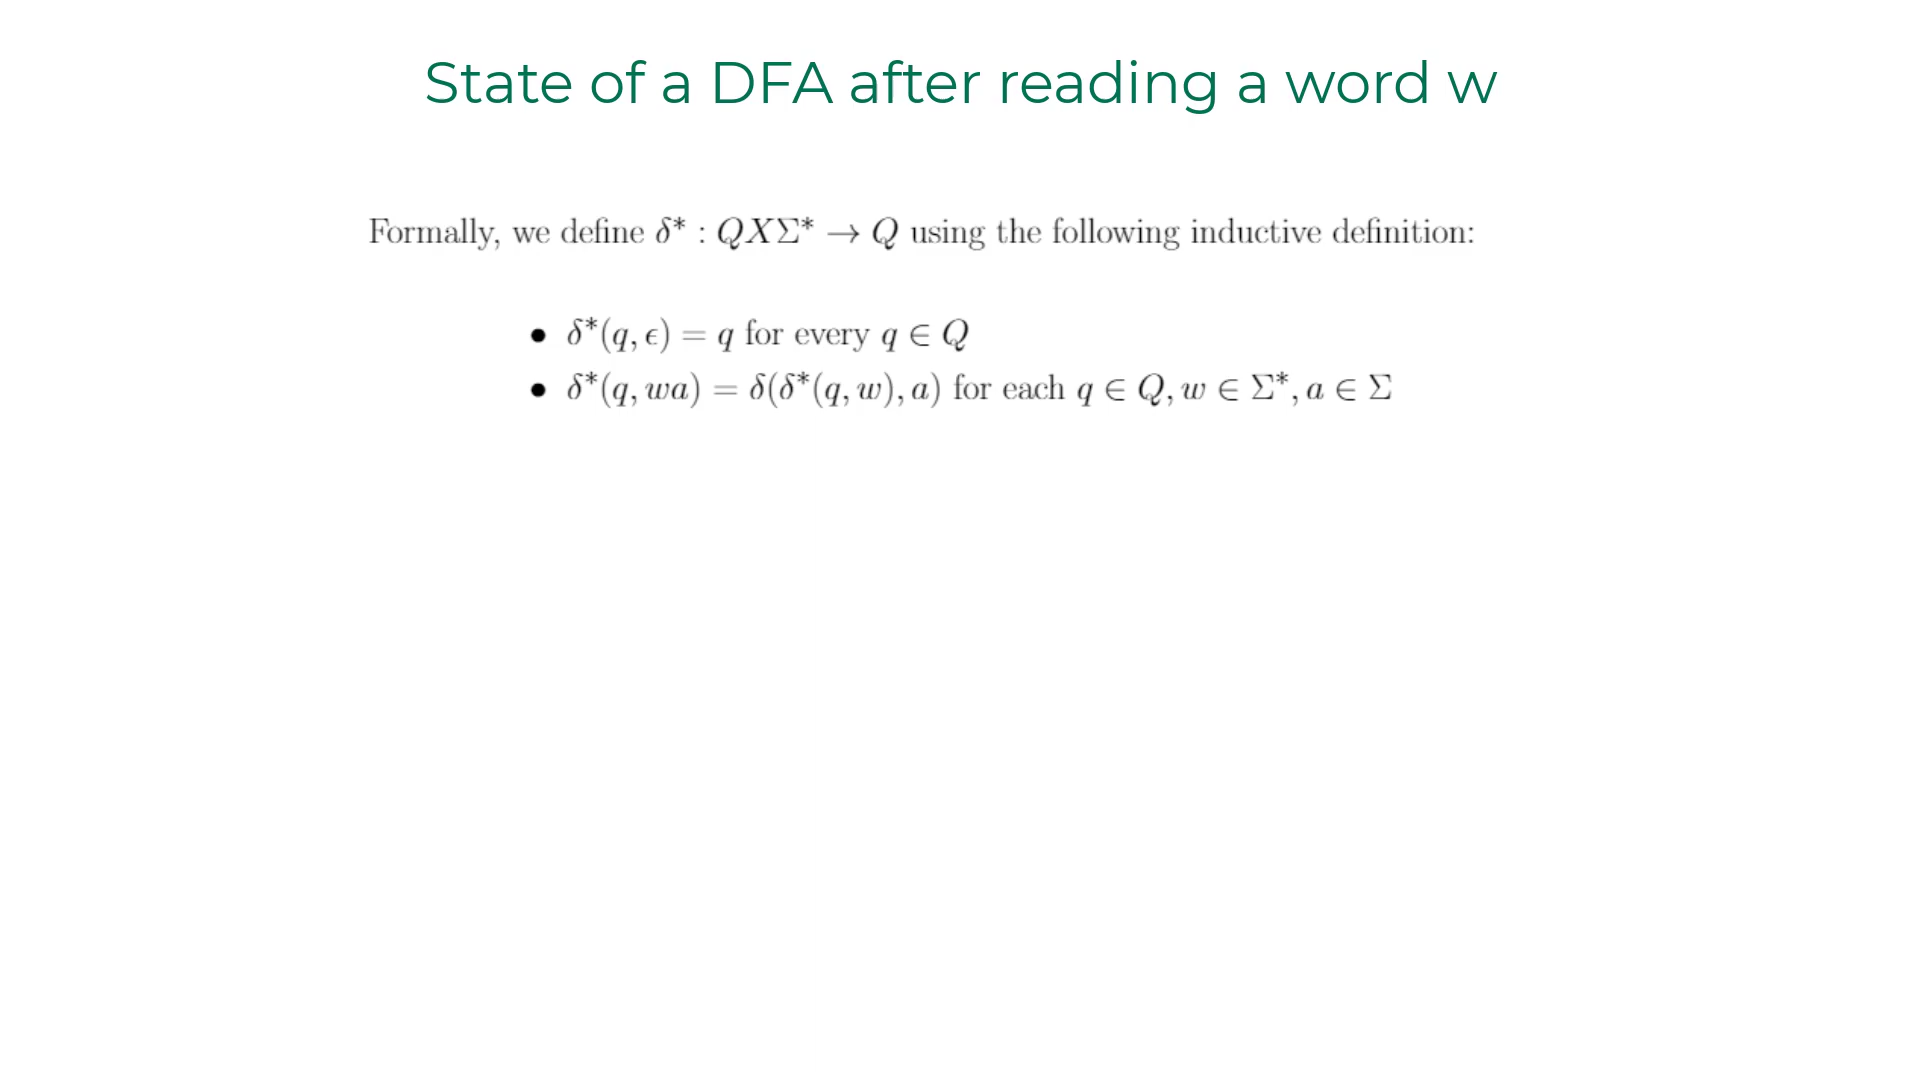 State of a DFA after reading a word w
Formally, we define δ* : QXΣ* → Q using the following inductive definition:
• δ*(q, ϵ) = q for every q ∈ Q
• δ*(q, wa) = δ(δ*(q, w), a) for each q ∈ Q, w ∈ Σ*, a ∈ Σ